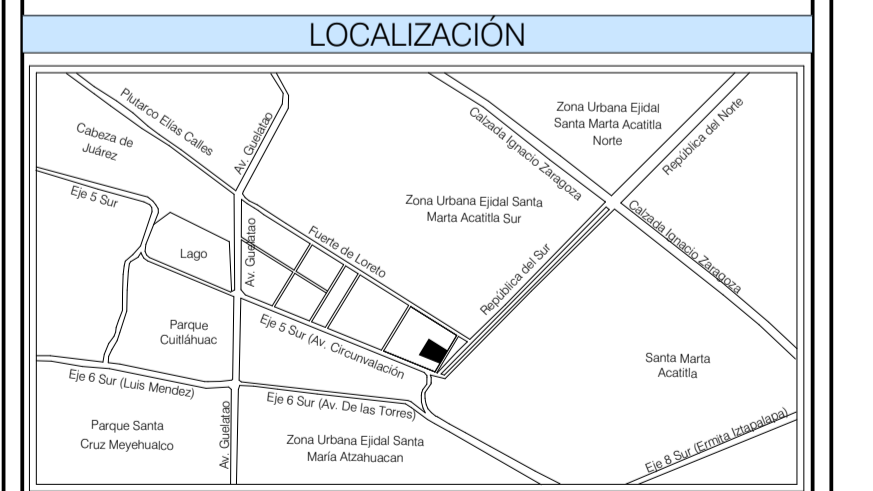 LOCALIZACIÓN
Plutarco Elías Calles
Av. Guelatao
Cabeza de
Juárez
Eje 5 Sur
Calzada Ignacio Zaragoza
Zona Urbana Ejidal
Santa Marta Acatitla
Norte
República del Norte
Zona Urbana Ejidal Santa
Marta Acatitla Sur
Calzada Ignacio Zaragoza
Lago
Av. Guelatao
Fuerte de Loreto
República del Sur
Parque
Cuitláhuac
Eje 5 Sur (Av. Circunvalación
Santa Marta
Acatitla
Eje 6 Sur (Luis Mendez)
Eje 6 Sur (Av. De las Torres)
Parque Santa
Cruz Meyehualco
Av. Guelatao
Zona Urbana Ejidal Santa
María Atzahuacan
Eje 8 Sur (Ermita Iztapalapa)